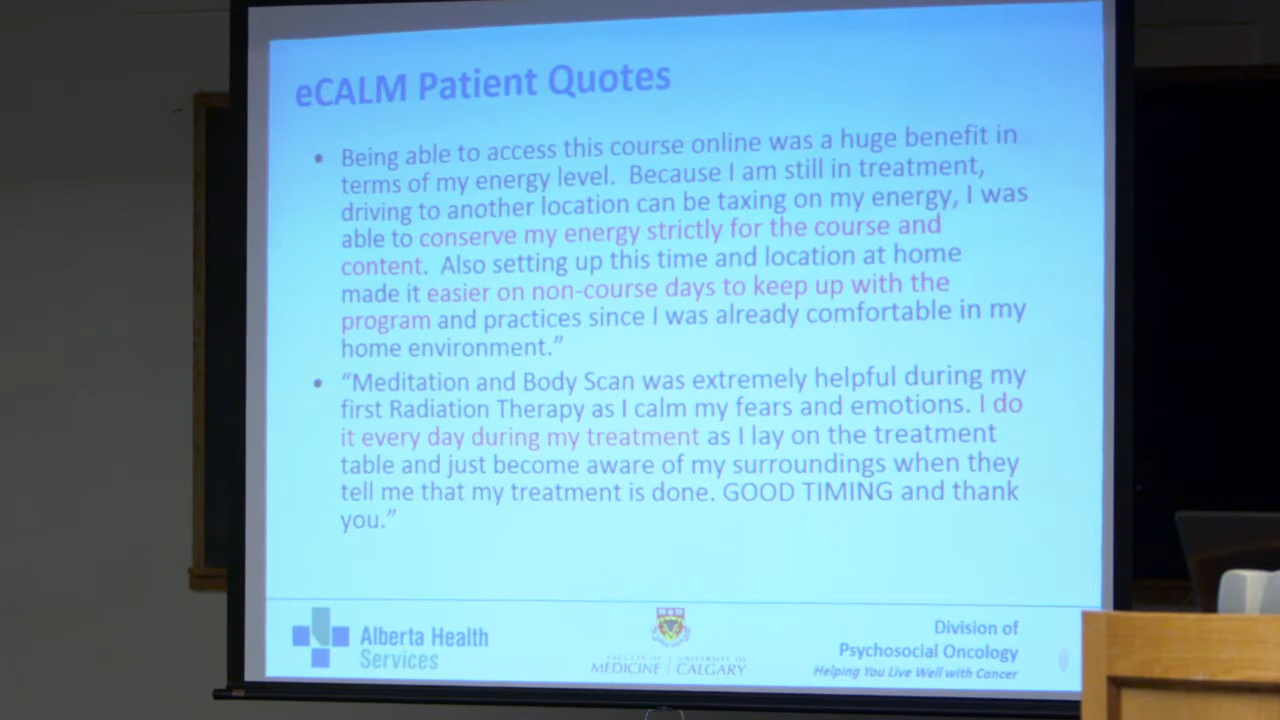 eCALM Patient Quotes
• Being able to access this course online was a huge benefit in
terms of my energy level.  Because I am still in treatment,
driving to another location can be taxing on my energy, I was
able to conserve my energy strictly for the course and
content.  Also setting up this time and location at home
made it easier on non-course days to keep up with the
program and practices since I was already comfortable in my
home environment.”
• “Meditation and Body Scan was extremely helpful during my
first Radiation Therapy as I calm my fears and emotions. I do
it every day during my treatment as I lay on the treatment
table and just become aware of my surroundings when they
tell me that my treatment is done. GOOD TIMING and thank
you.”
Alberta Health
Services
FACULTY OF
MEDICINE
UNIVERSITY OF
CALGARY
Division of
Psychosocial Oncology
Helping You Live Well with Cancer